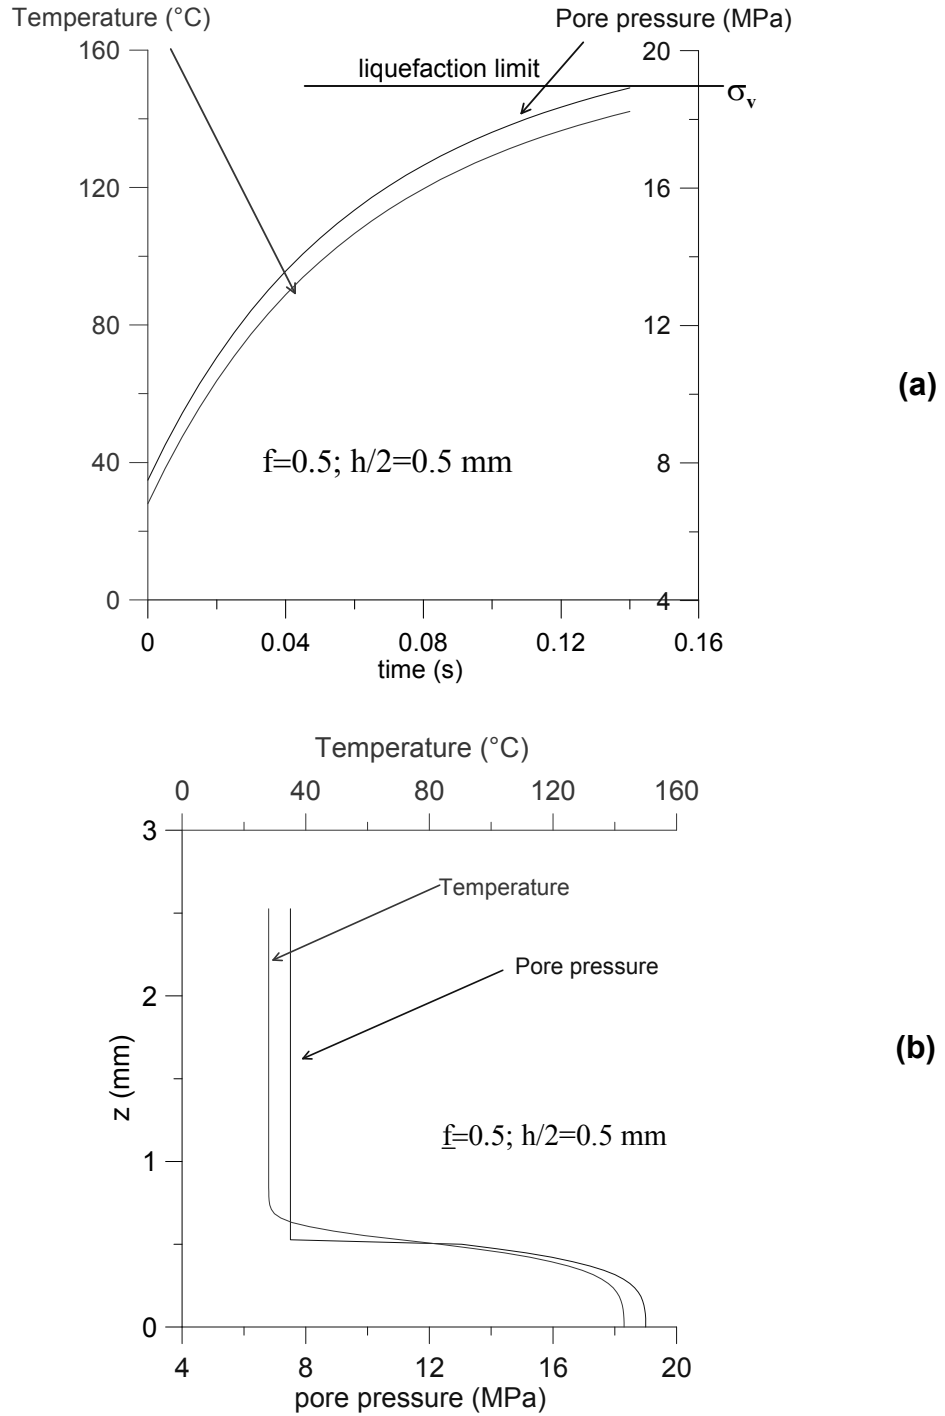 Temperature (°C)
Pore pressure (MPa)
160
20
liquefaction limit
σv
120
16
80
12
(a)
f=0.5; h/2=0.5 mm
40
8
0
4
0
0.04
0.08
0.12
0.16
time (s)
Temperature (°C)
0
40
80
120
160
3
Temperature
Pore pressure
2
(b)
z (mm)
f=0.5; h/2=0.5 mm
1
0
4
8
12
16
20
pore pressure (MPa)